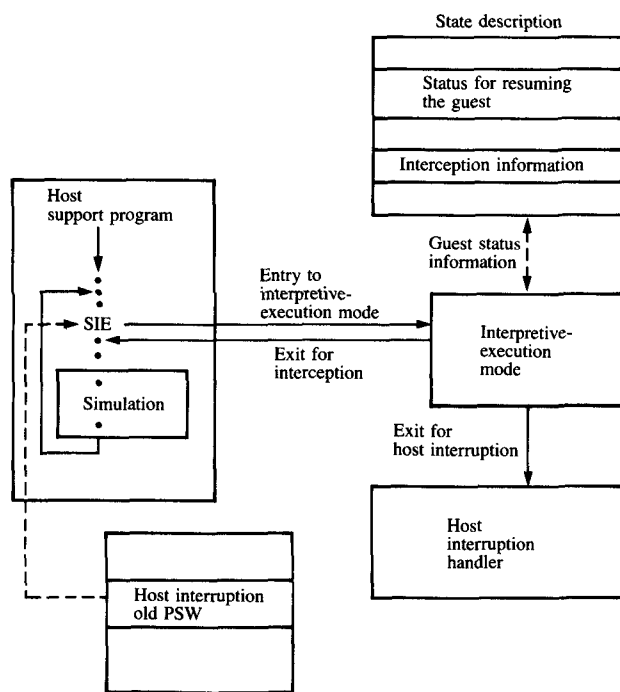 State description
Status for resuming
the guest
Interception information
Host
support program
Guest status
information
Entry to
interpretive-
execution mode
SIE
Interpretive-
execution
mode
Exit for
interception
Simulation
Exit for
host interruption
Host
interruption
handler
Host interruption
old PSW